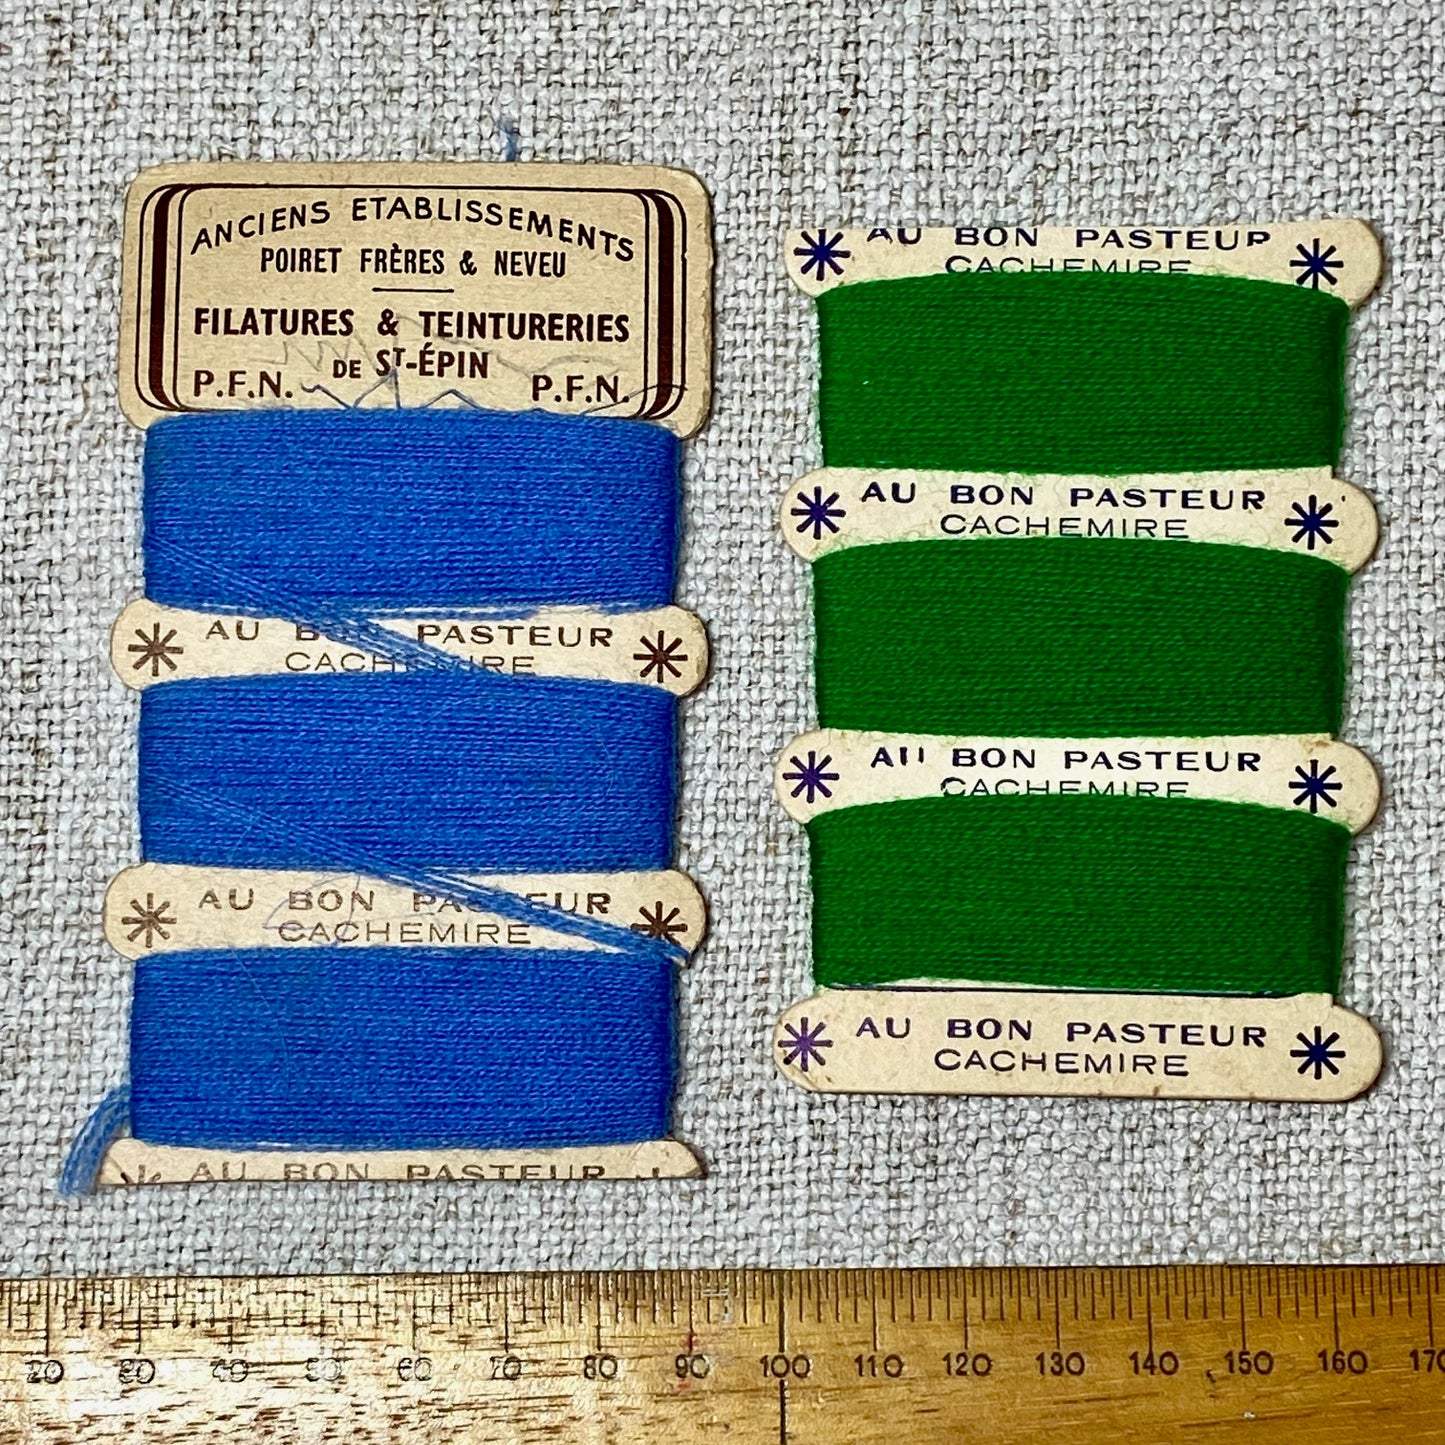 ANCIENS ETABLISSEMENTS
POIRET FRÈRES & NEVEU
FILATURES & TEINTURERIES
DE ST-ÉPIN
P.F.N. P.F.N.
AU BON PASTEUR
CACHEMIRE
AU BON PASTEUR
CACHEMIRE
AU BON PASTEUR
AU BON PASTEUR
CACHEMIRE
AU BON PASTEUR
CACHEMIRE
AU BON PASTEUR
CACHEMIRE
AU BON PASTEUR
CACHEMIRE
20 30 40 50 60 70 80 90 100 110 120 130 140 150 160 170